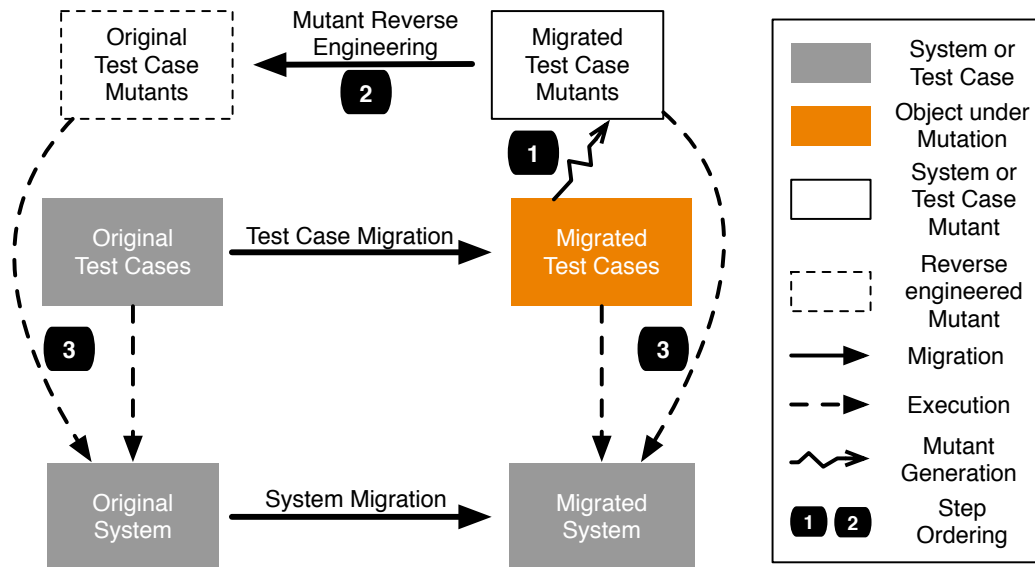 Original
Test Case
Mutants
Mutant Reverse
Engineering
2
Migrated
Test Case
Mutants
1
Original
Test Cases
Test Case Migration
Migrated
Test Cases
3
3
Original
System
System Migration
Migrated
System
System or
Test Case
Object under
Mutation
System or
Test Case
Mutant
Reverse
engineered
Mutant
Migration
Execution
Mutant
Generation
1 2
Step
Ordering